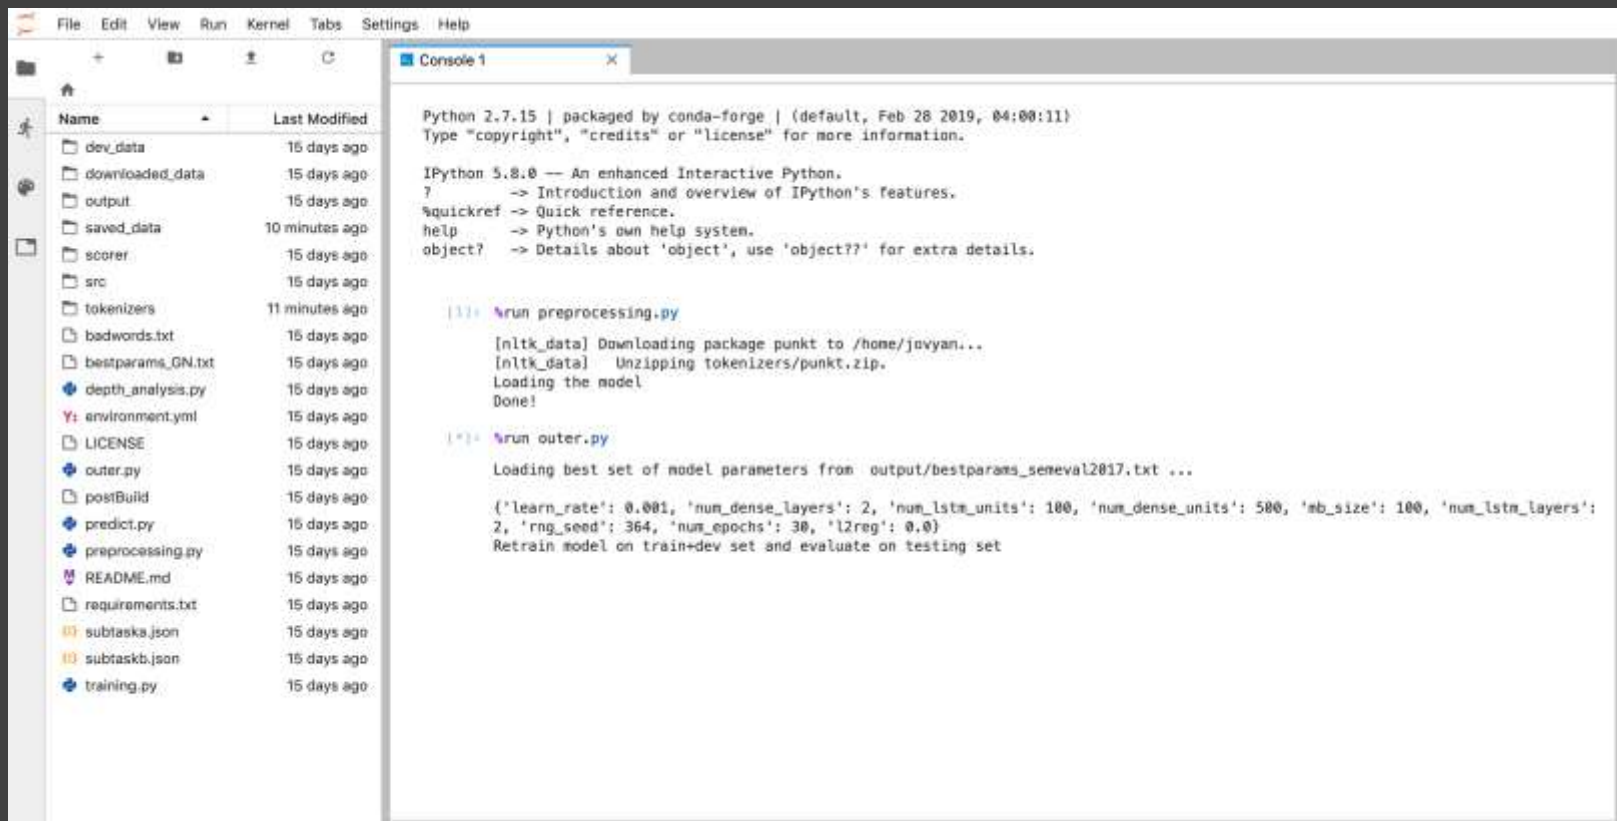 File Edit View Run Kernel Tabs Settings Help
Console 1
Name Last Modified
dev_data 15 days ago
downloaded_data 15 days ago
output 15 days ago
saved_data 10 minutes ago
scorer 15 days ago
src 15 days ago
tokenizers 11 minutes ago
badwords.txt 15 days ago
bestparams_GN.txt 15 days ago
depth_analysis.py 15 days ago
Y: environment.yml 15 days ago
LICENSE 15 days ago
outer.py 15 days ago
postBuild 15 days ago
predict.py 15 days ago
preprocessing.py 15 days ago
README.md 15 days ago
requirements.txt 15 days ago
subtaska.json 15 days ago
subtaskb.json 15 days ago
training.py 15 days ago
Python 2.7.15 | packaged by conda-forge | (default, Feb 28 2019, 04:00:11)
Type "copyright", "credits" or "license" for more information.
IPython 5.8.0 -- An enhanced Interactive Python.
? -> Introduction and overview of IPython's features.
%quickref -> Quick reference.
help -> Python's own help system.
object? -> Details about 'object', use 'object??' for extra details.
[1]: %run preprocessing.py
[nltk_data] Downloading package punkt to /home/jovyan...
[nltk_data] Unzipping tokenizers/punkt.zip.
Loading the model
Done!
[*]: %run outer.py
Loading best set of model parameters from output/bestparams_semeval2017.txt ...
{'learn_rate': 0.001, 'num_dense_layers': 2, 'num_lstm_units': 100, 'num_dense_units': 500, 'mb_size': 100, 'num_lstm_layers':
2, 'rng_seed': 364, 'num_epochs': 30, 'l2reg': 0.0}
Retrain model on train+dev set and evaluate on testing set